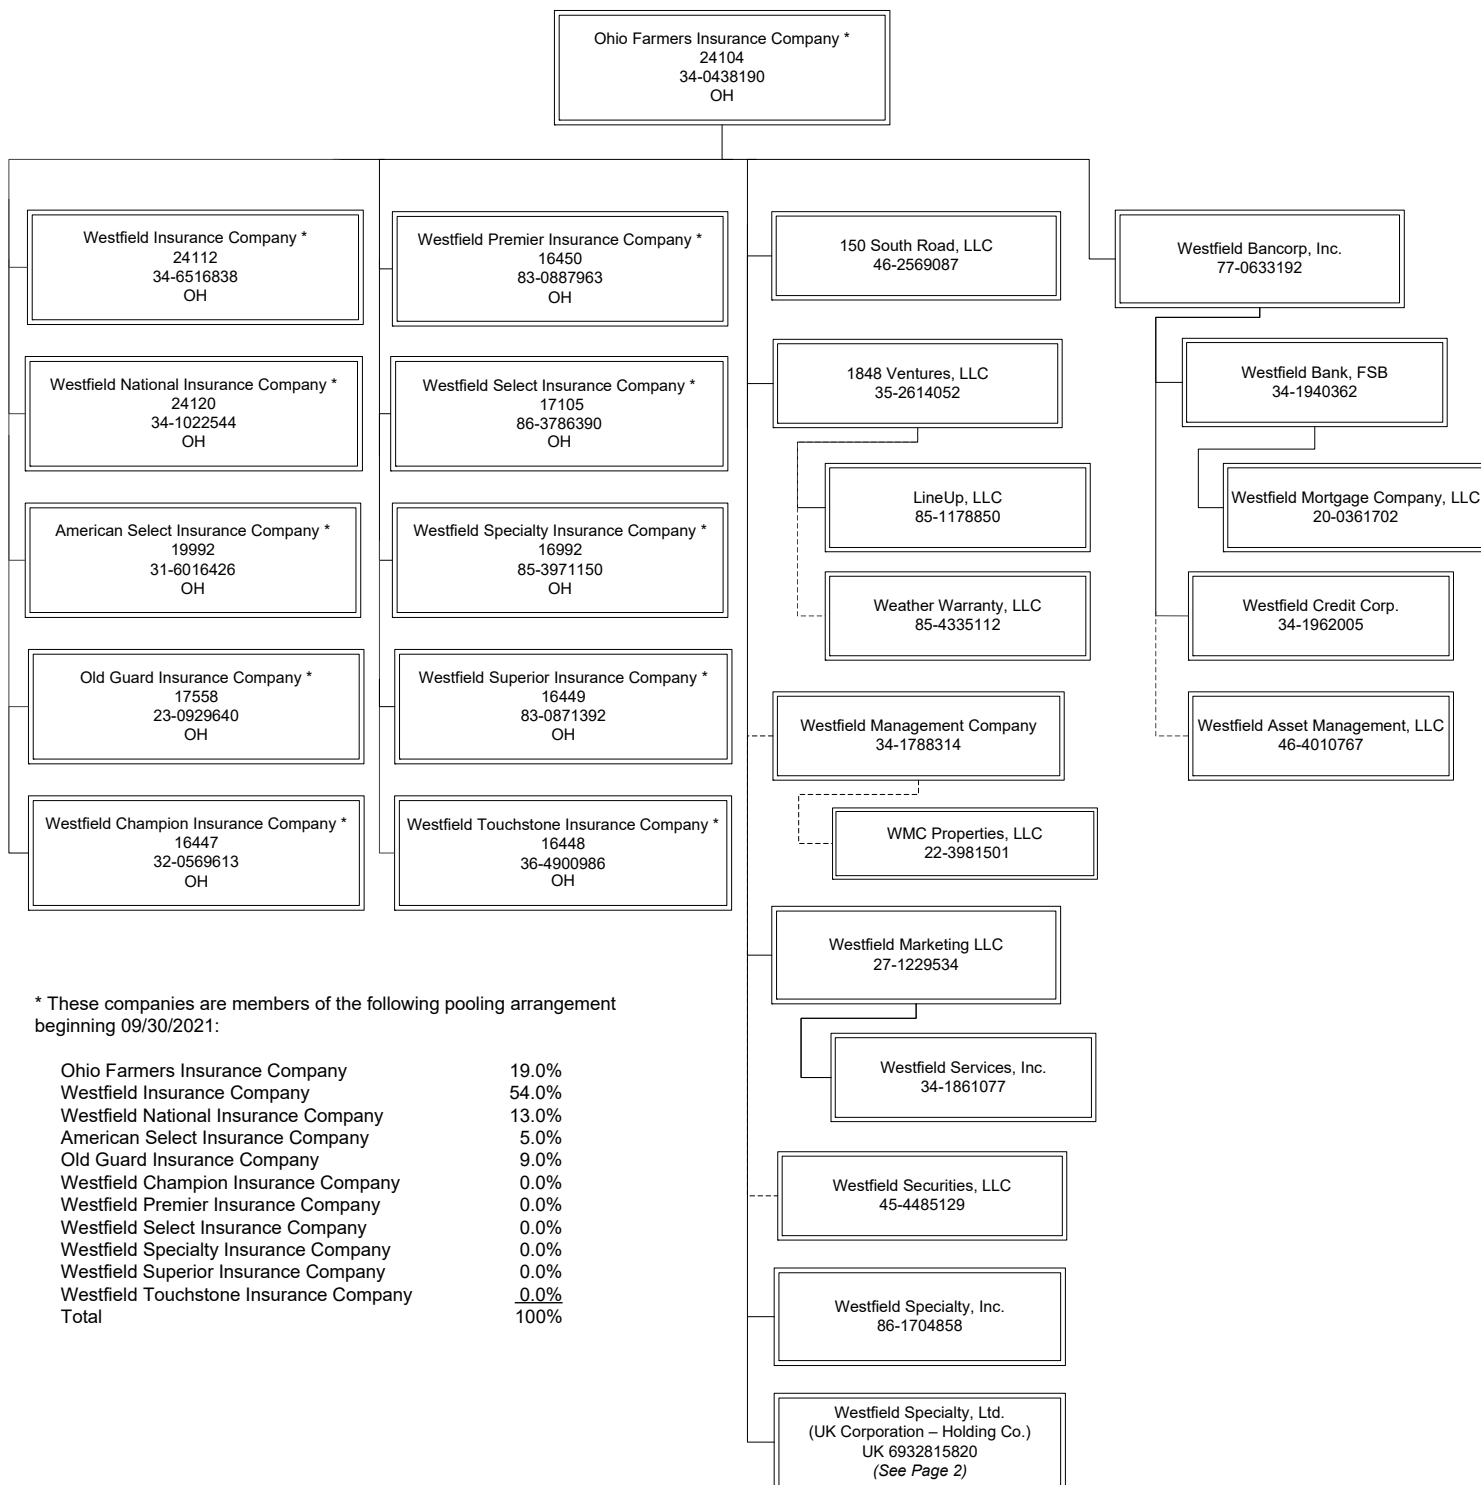 Ohio Farmers Insurance Company *
24104
34-0438190
OH
Westfield Insurance Company *
24112
34-6516838
OH
Westfield National Insurance Company *
24120
34-1022544
OH
American Select Insurance Company *
19992
31-6016426
OH
Old Guard Insurance Company *
17558
23-0929640
OH
Westfield Champion Insurance Company *
16447
32-0569613
OH
Westfield Premier Insurance Company *
16450
83-0887963
OH
Westfield Select Insurance Company *
17105
86-3786390
OH
Westfield Specialty Insurance Company *
16992
85-3971150
OH
Westfield Superior Insurance Company *
16449
83-0871392
OH
Westfield Touchstone Insurance Company *
16448
36-4900986
OH
150 South Road, LLC
46-2569087
1848 Ventures, LLC
35-2614052
LineUp, LLC
85-1178850
Weather Warranty, LLC
85-4335112
Westfield Management Company
34-1788314
WMC Properties, LLC
22-3981501
Westfield Marketing LLC
27-1229534
Westfield Services, Inc.
34-1861077
Westfield Securities, LLC
45-4485129
Westfield Specialty, Inc.
86-1704858
Westfield Specialty, Ltd.
(UK Corporation – Holding Co.)
UK 6932815820
(See Page 2)
Westfield Bancorp, Inc.
77-0633192
Westfield Bank, FSB
34-1940362
Westfield Mortgage Company, LLC
20-0361702
Westfield Credit Corp.
34-1962005
Westfield Asset Management, LLC
46-4010767
* These companies are members of the following pooling arrangement
beginning 09/30/2021:
Ohio Farmers Insurance Company 19.0%
Westfield Insurance Company 54.0%
Westfield National Insurance Company 13.0%
American Select Insurance Company 5.0%
Old Guard Insurance Company 9.0%
Westfield Champion Insurance Company 0.0%
Westfield Premier Insurance Company 0.0%
Westfield Select Insurance Company 0.0%
Westfield Specialty Insurance Company 0.0%
Westfield Superior Insurance Company 0.0%
Westfield Touchstone Insurance Company 0.0%
Total 100%